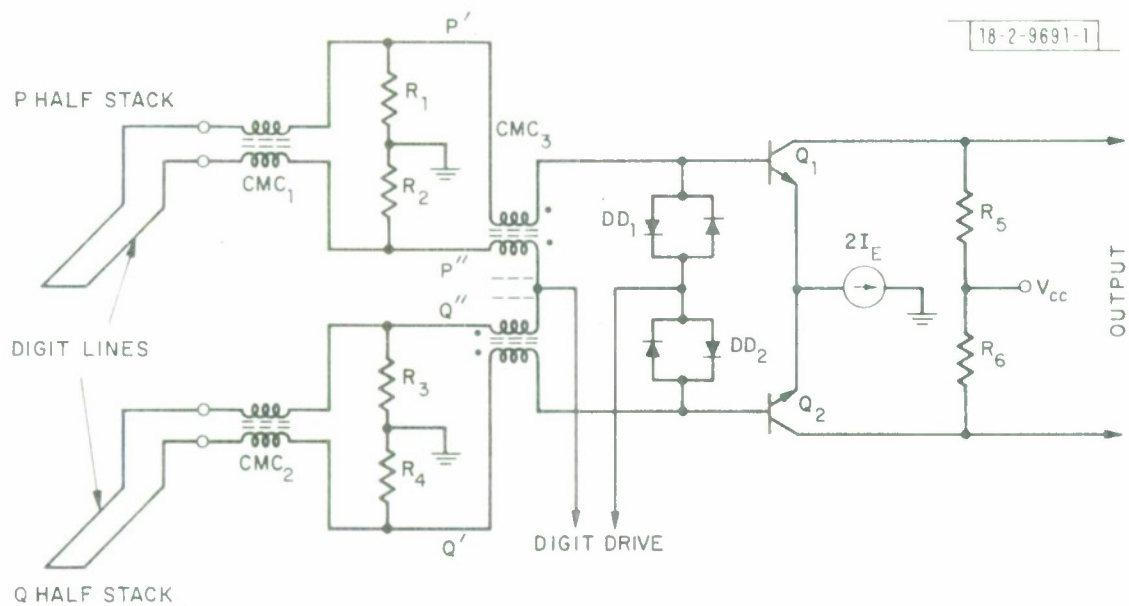 18-2-9691-1
P′
P HALF STACK
R1
CMC3
CMC1
R2
Q1
DD1
R5
2IE
P″
Vcc
Q″
OUTPUT
DIGIT LINES
DD2
R3
R6
Q2
CMC2
R4
Q′
DIGIT DRIVE
Q HALF STACK